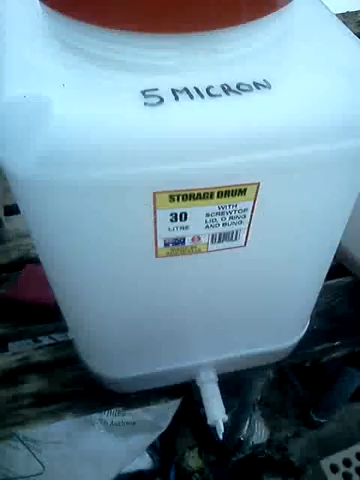 5 MICRON
STORAGE DRUM
30
LITRE
WITH
SCREWTOP
LID, O RING
AND BUNG.